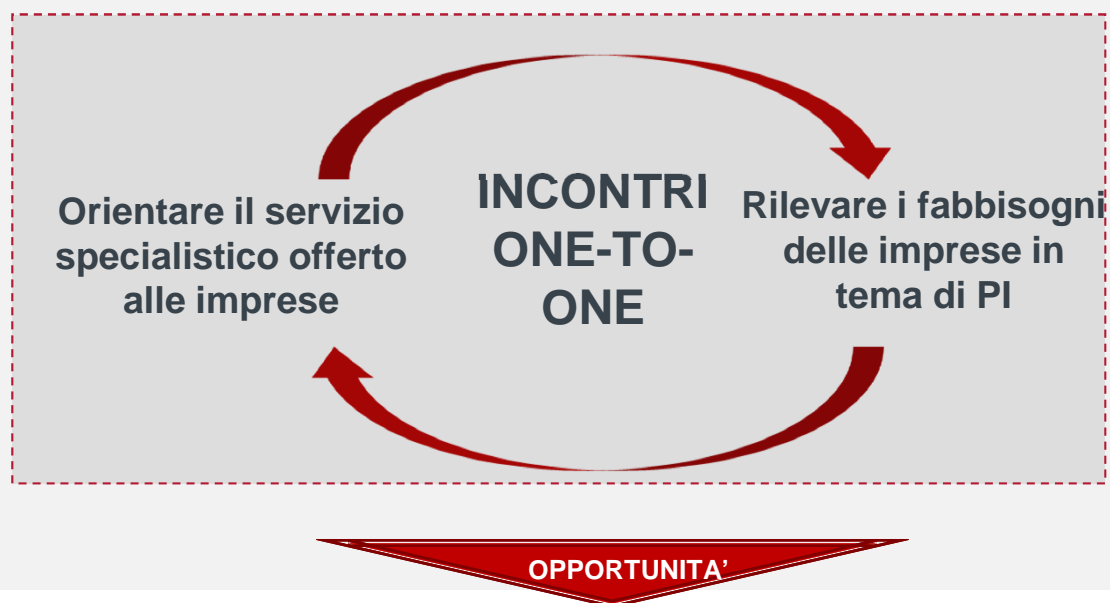 Orientare il servizio
specialistico offerto
alle imprese
INCONTRI
ONE-TO-
ONE
Rilevare i fabbisogni
delle imprese in
tema di PI
OPPORTUNITA’